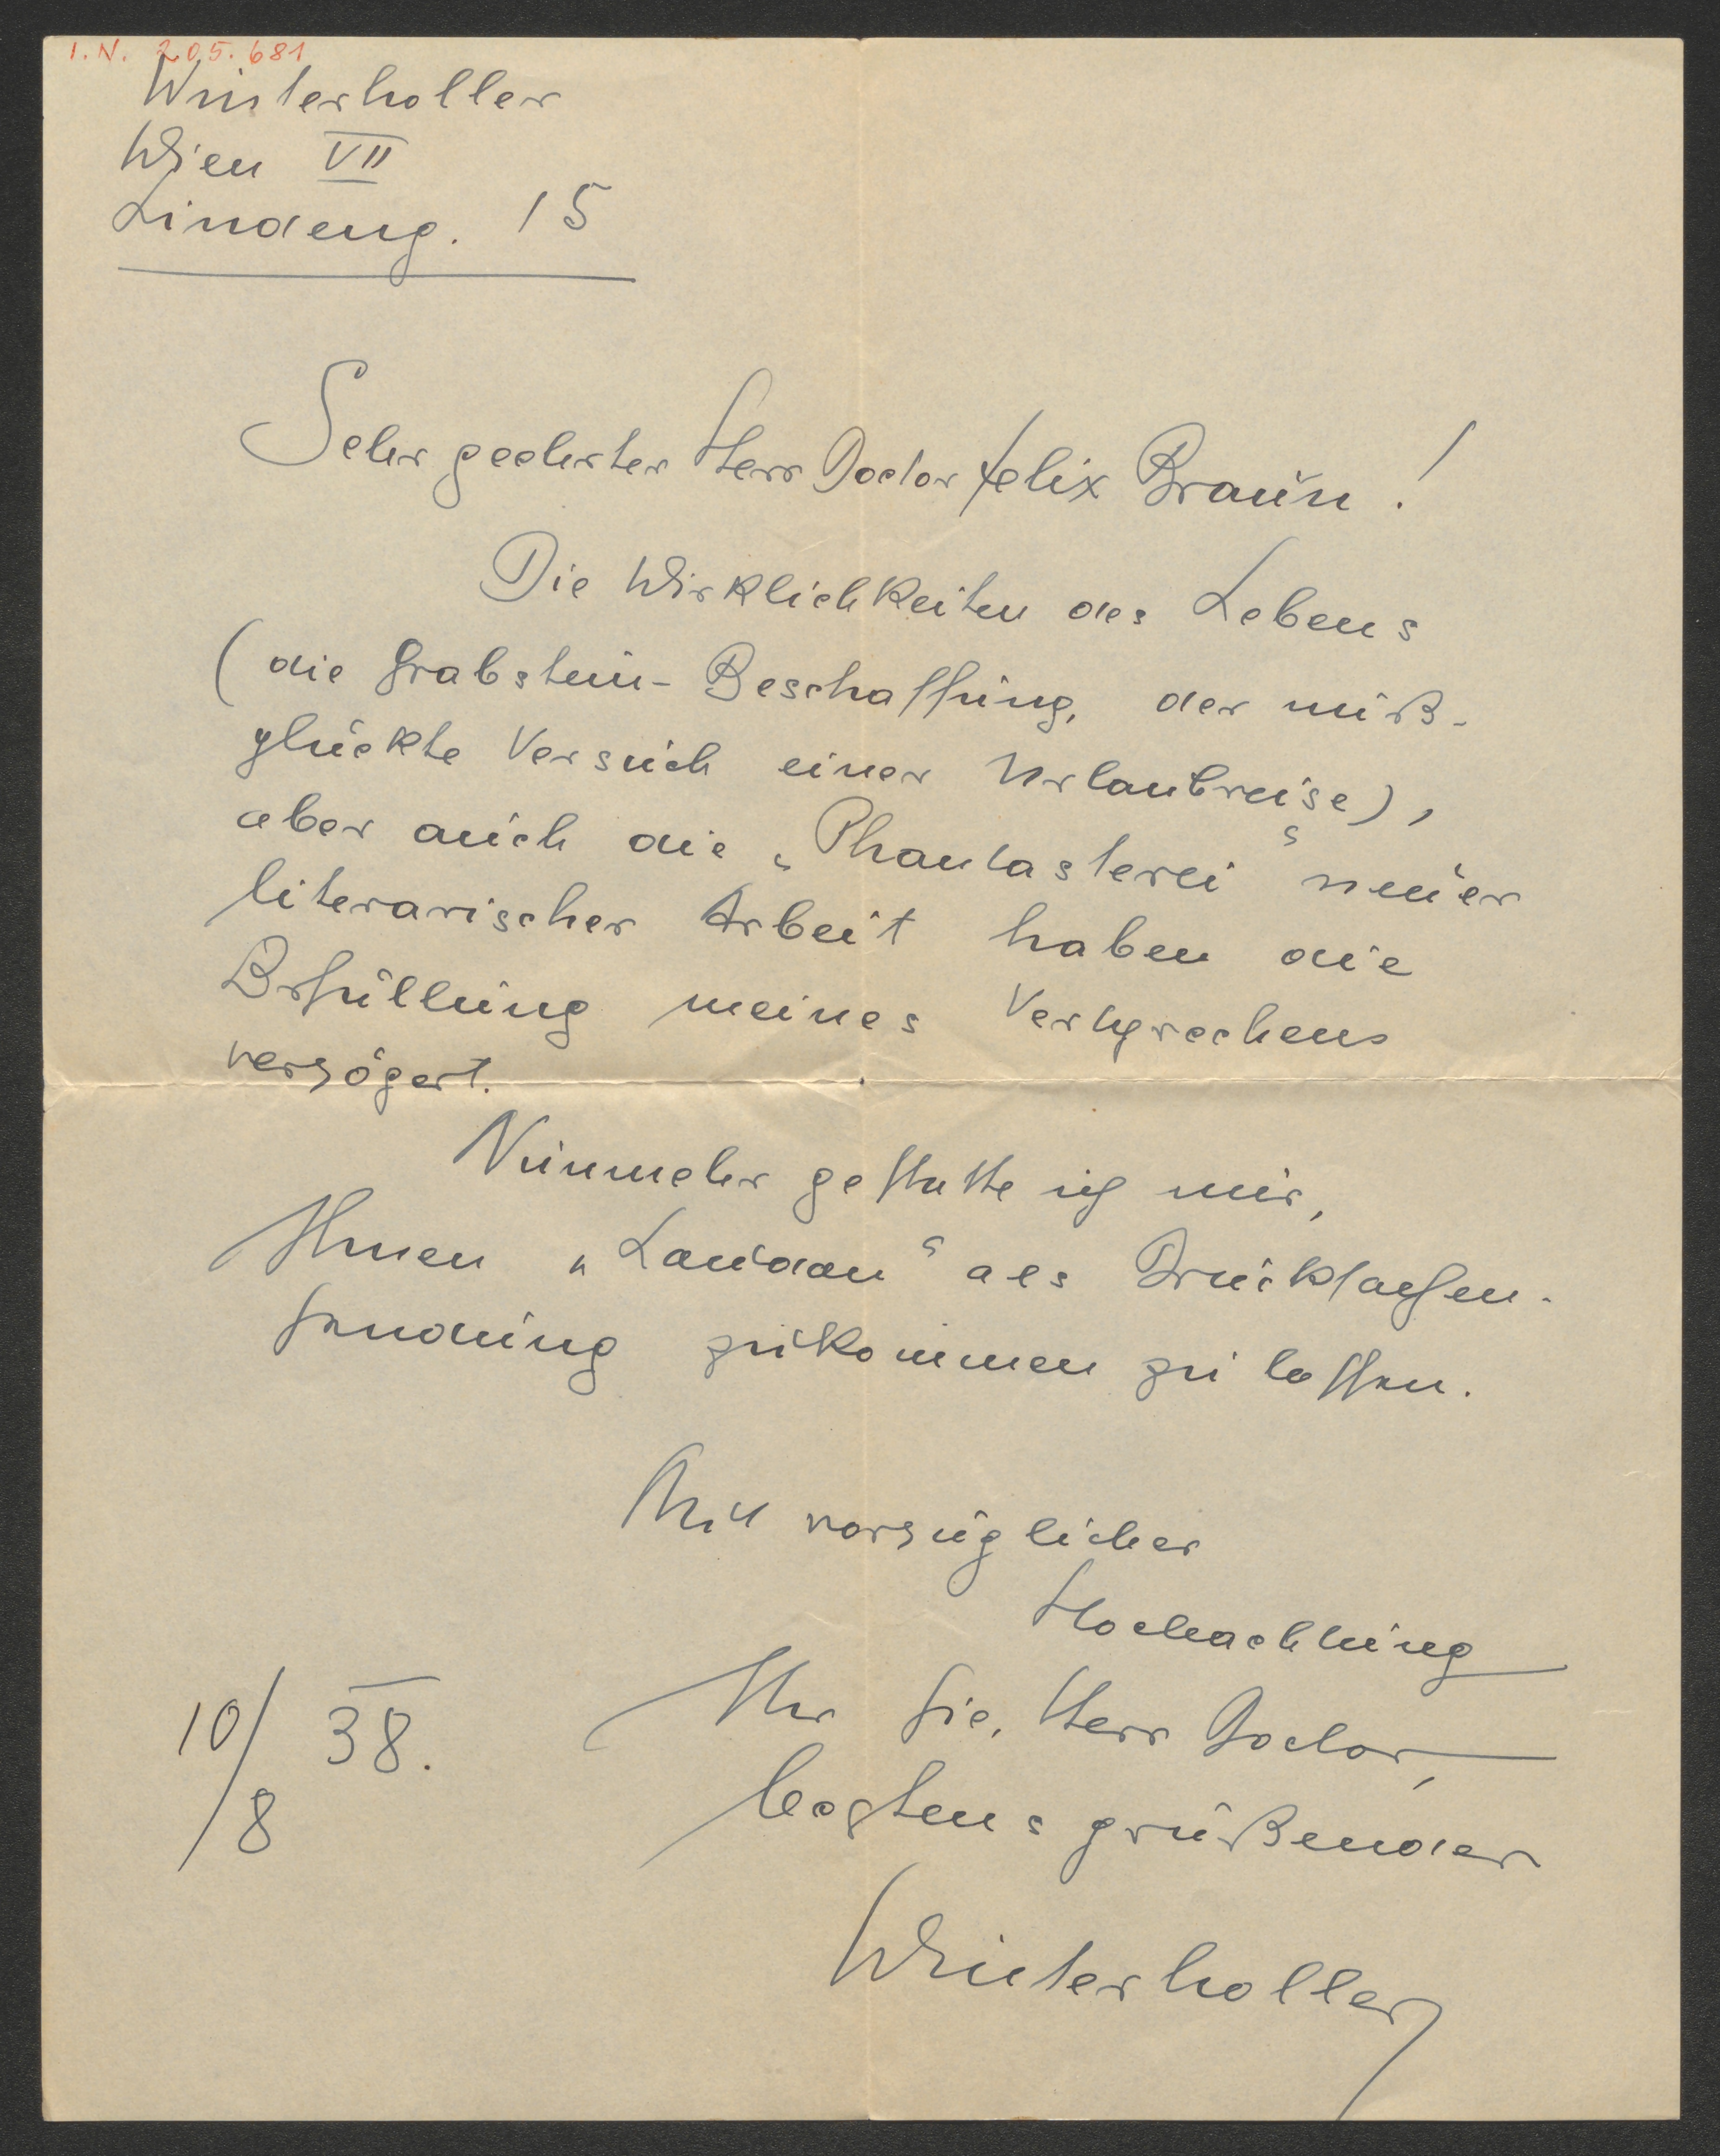 I.N. 205.681
Winterholler
Wien VII
Lindeng. 15
Sehr geehrter Herr Doctor Felix Braun!
Die Wirklichkeiten des Lebens
(die Grabstein-Beschaffung, der miß-
glückte Versuch einer Urlaubreise),
aber auch die „Phantasterei“ neuer
literarischer Arbeit haben die
Erfüllung meines Versprechens
verzögert.
Nunmehr gestatte ich mir,
Ihnen „Landau“ als Drucksachen-
sendung zukommen zu lassen.
Mit vorzüglicher
Hochachtung
Ihr Sie, Herr Doctor,
bestens grüßender
10/8 38.
Winterholler